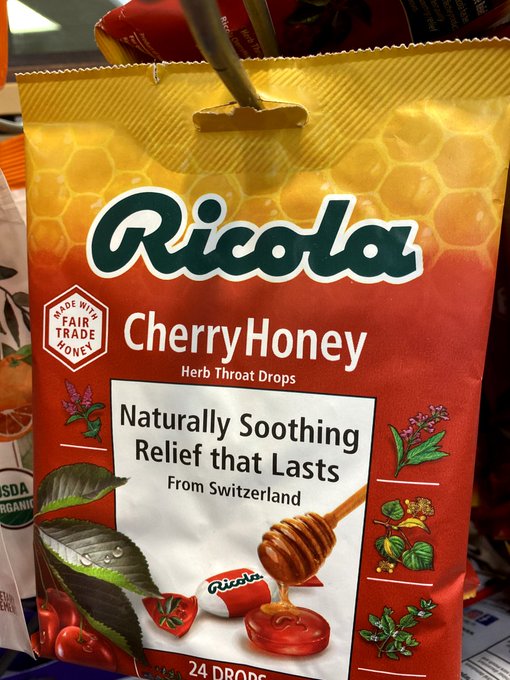 Ricola
MADE WITH
FAIR
TRADE
HONEY
CherryHoney
Herb Throat Drops
Naturally Soothing
Relief that Lasts
From Switzerland
Ricola
24 DROPS
USDA
ORGANIC